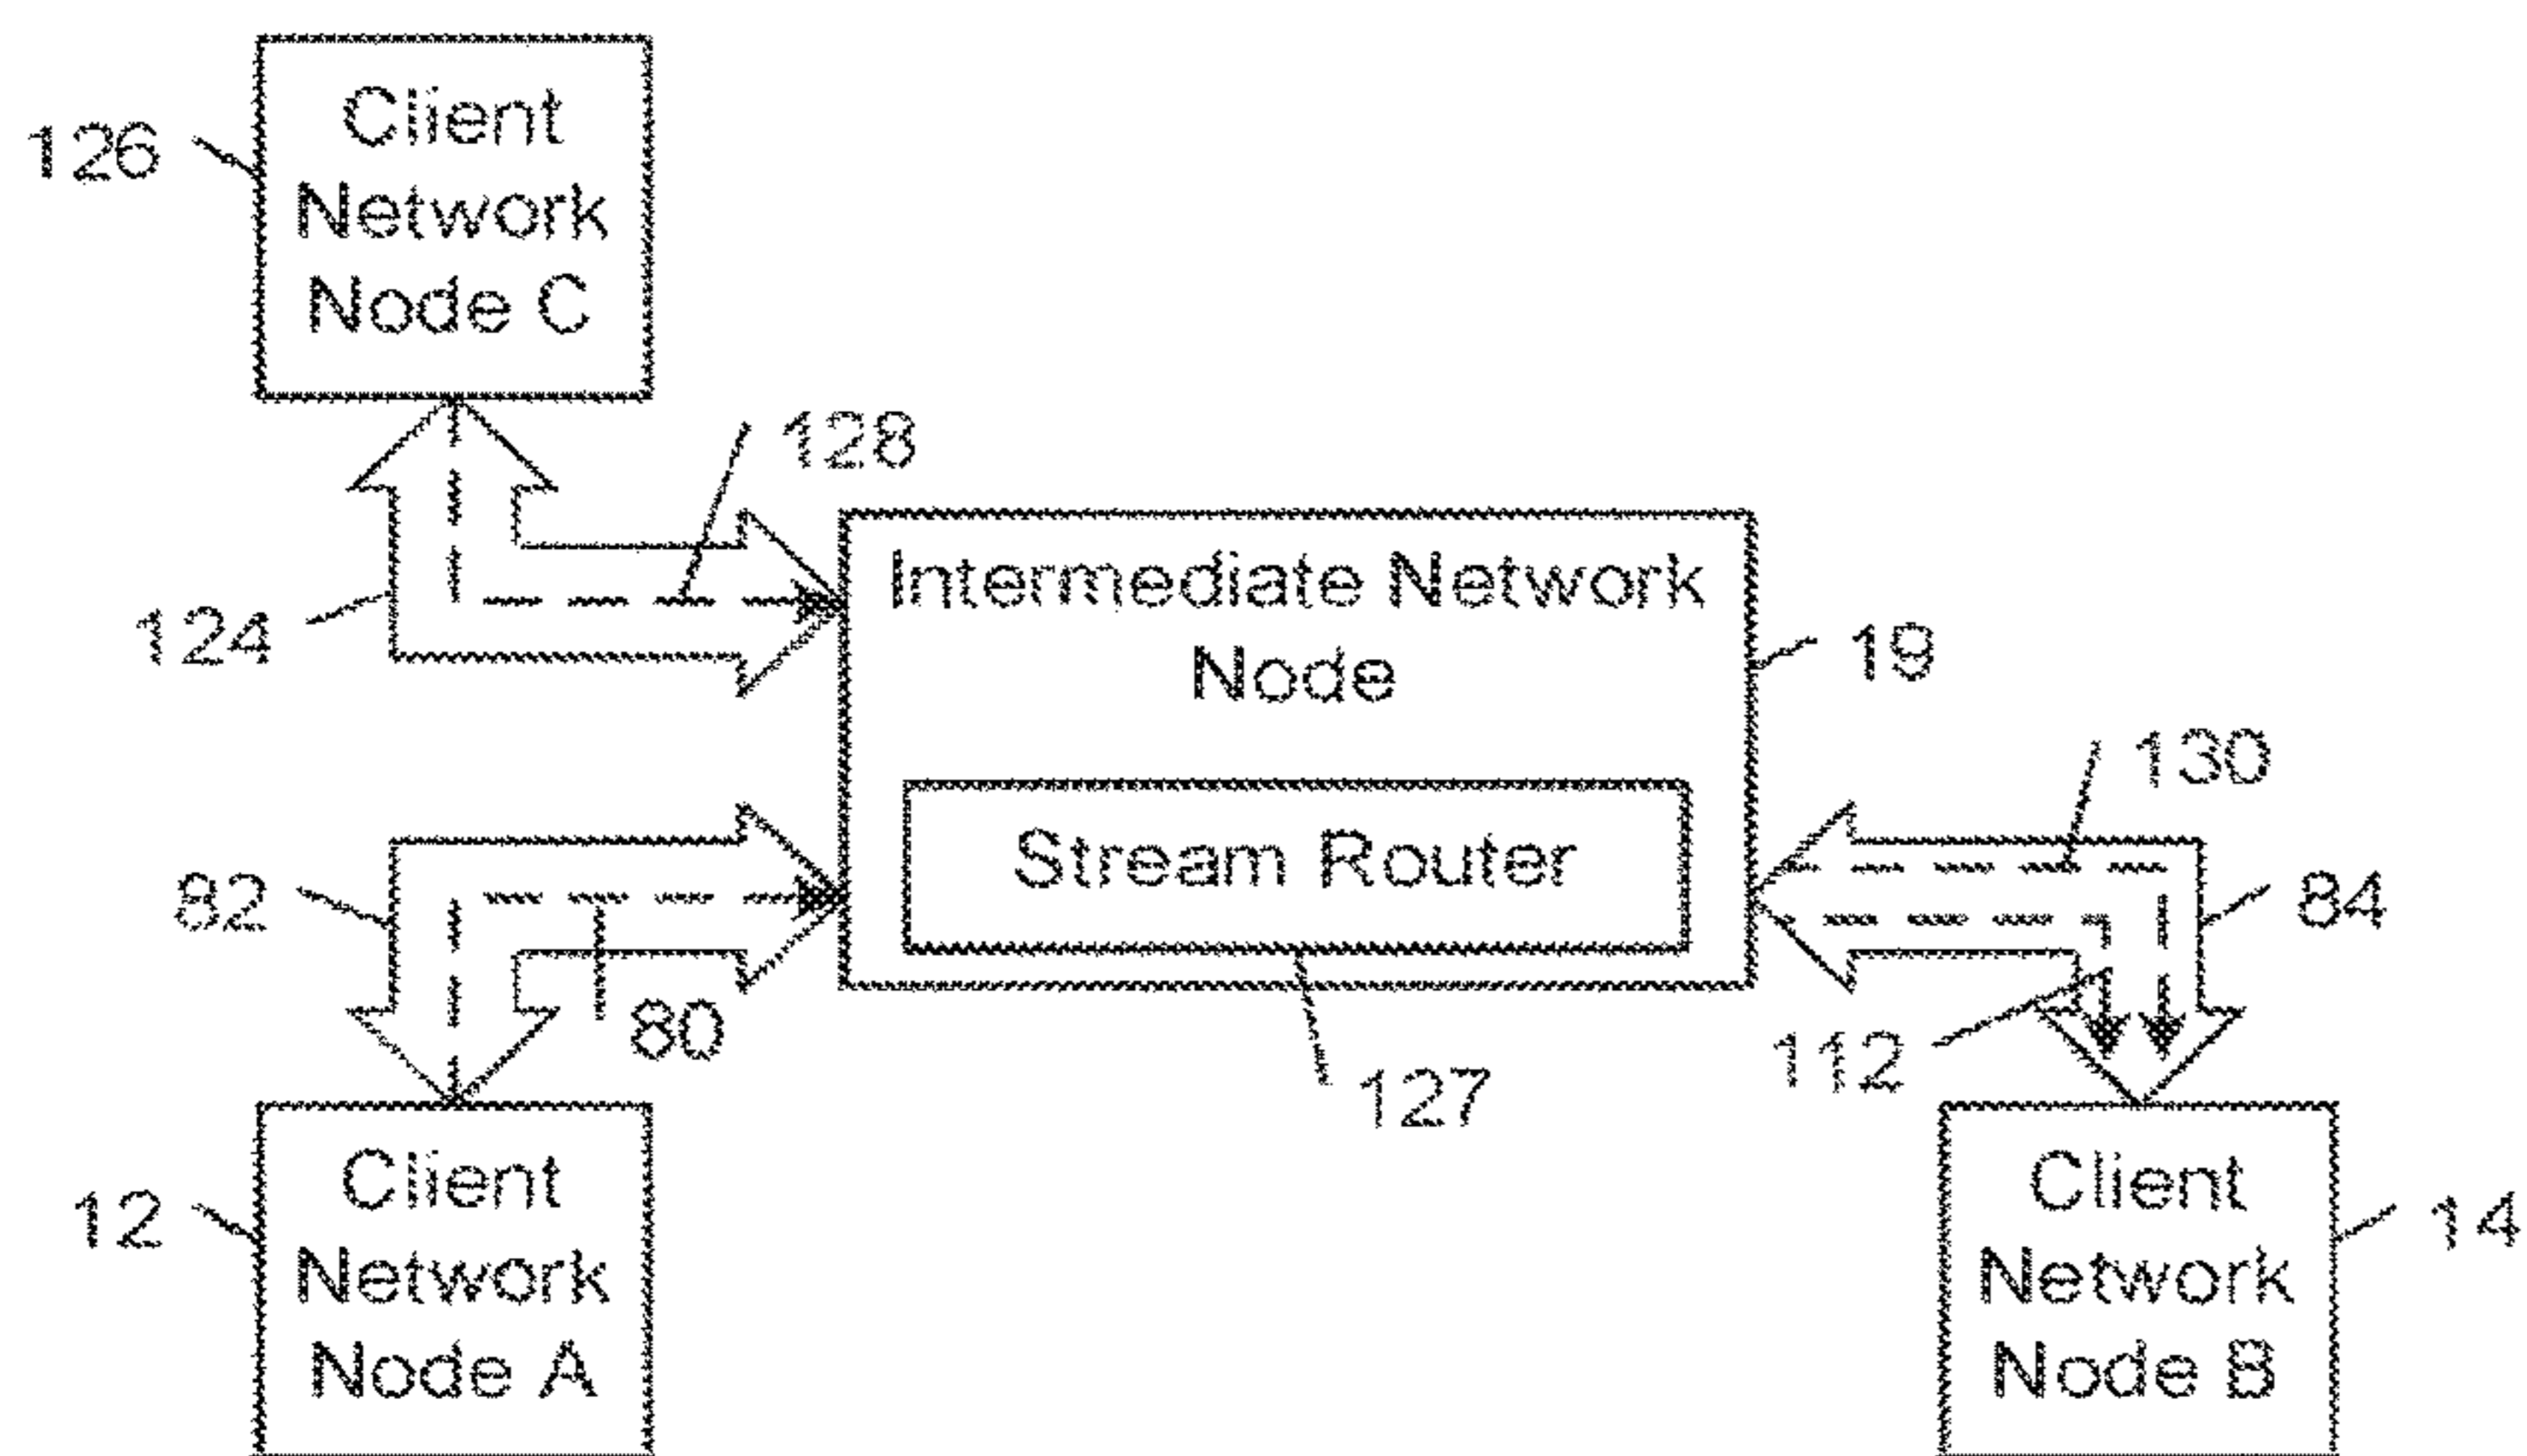 126
Client
Network
Node C
128
124
Intermediate Network
Node
19
Stream Router
127
82
80
130
84
112
12
Client
Network
Node A
Client
Network
Node B
14